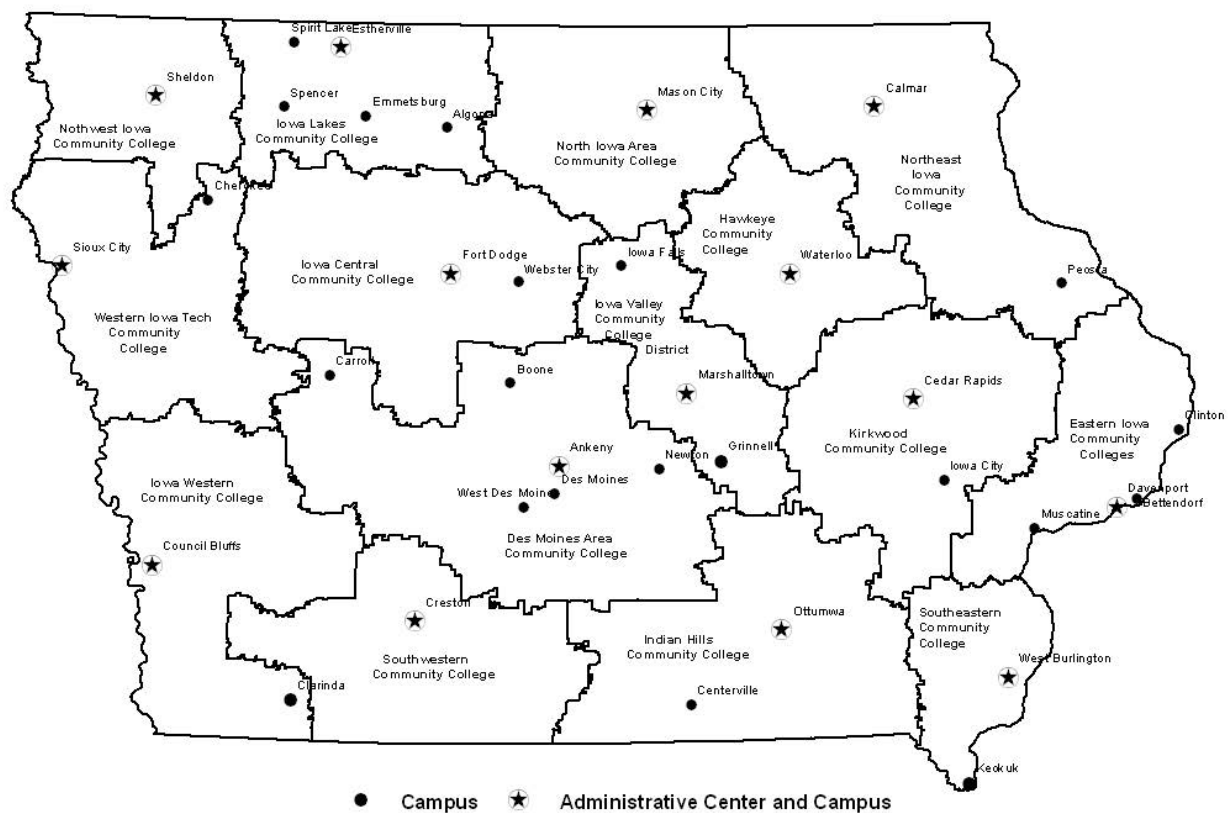 Spirit Lake
Estherville
Sheldon
Mason City
Calmar
Spencer
Emmetsburg
Algona
Nothwest Iowa
Community College
Iowa Lakes
Community College
North Iowa Area
Community College
Northeast
Iowa
Community
College
Cherokee
Hawkeye
Community
College
Sioux City
Iowa Central
Community College
Fort Dodge
Webster City
Iowa Falls
Waterloo
Peosta
Western Iowa Tech
Community
College
Iowa Valley
Community
College
District
Carroll
Boone
Marshalltown
Cedar Rapids
Kirkwood
Community College
Eastern Iowa
Community
Colleges
Clinton
Ankeny
Des Moines
West Des Moines
Newton
Grinnell
Iowa City
Iowa Western
Community College
Davenport
Bettendorf
Muscatine
Des Moines Area
Community College
Council Bluffs
Creston
Southwestern
Community College
Ottumwa
Indian Hills
Community College
Southeastern
Community
College
West Burlington
Clarinda
Centerville
Keokuk
Campus
Administrative Center and Campus